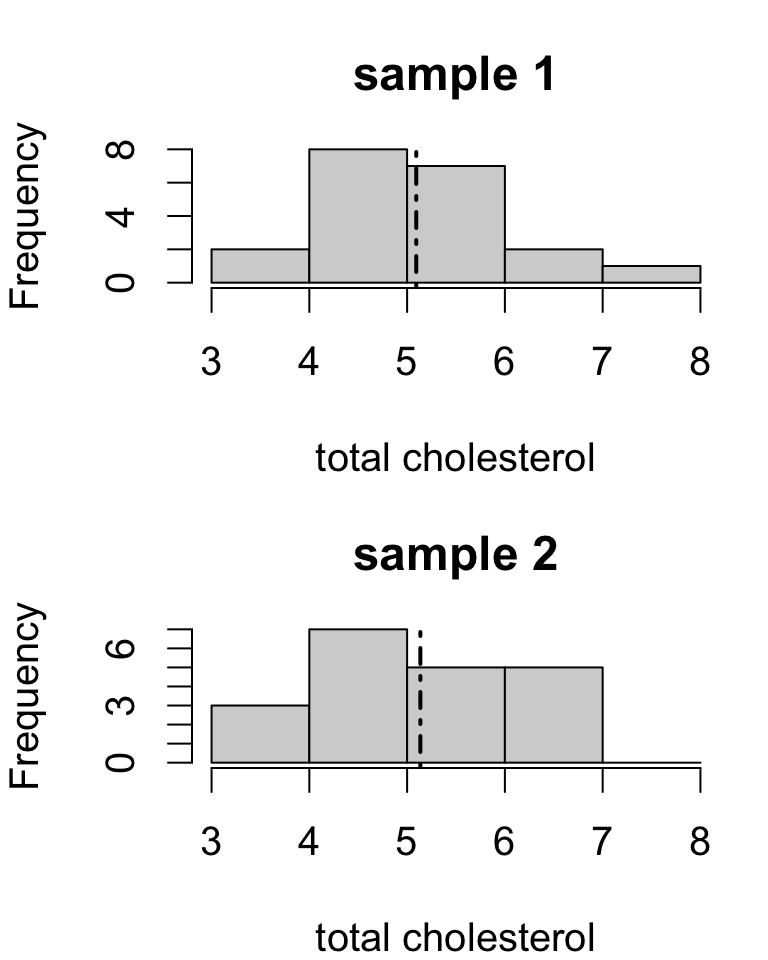 sample 1
Frequency
8
4
0
3 4 5 6 7 8
total cholesterol
sample 2
Frequency
6
3
0
3 4 5 6 7 8
total cholesterol